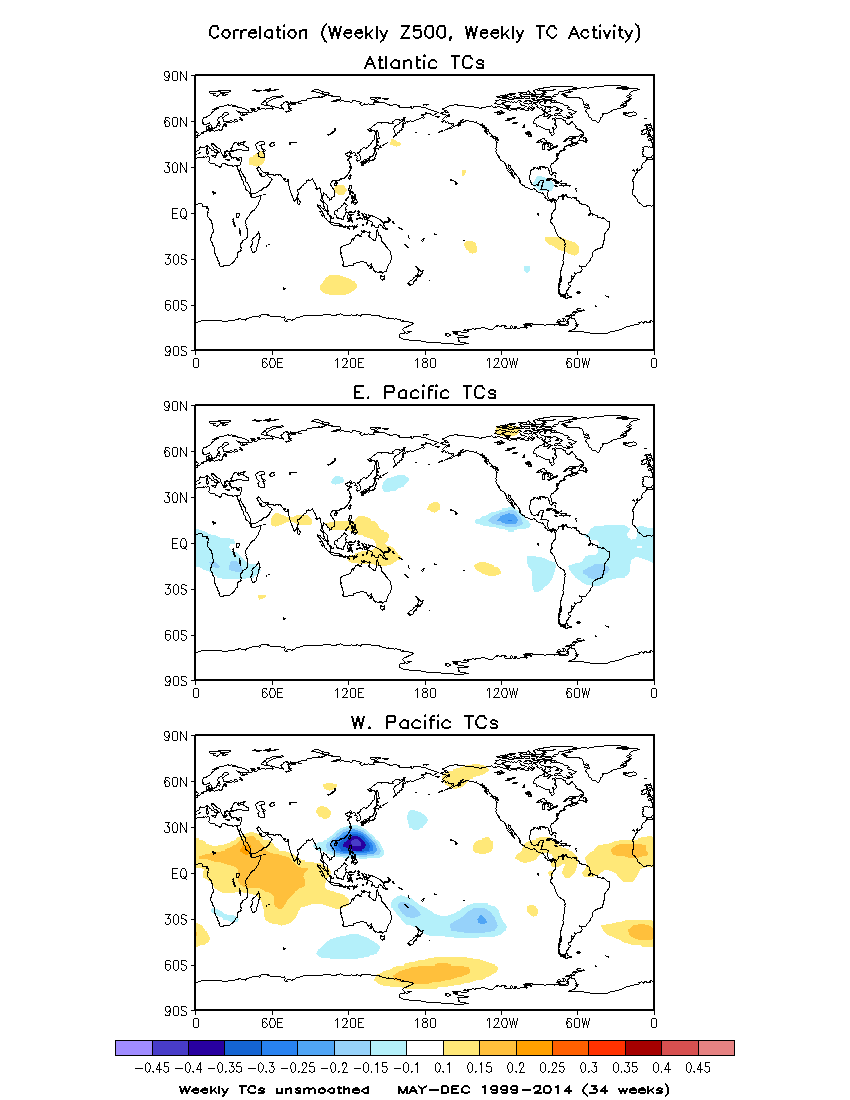 Correlation (Weekly Z500, Weekly TC Activity)
Atlantic TCs
90N
60N
30N
EQ
30S
60S
90S
0 60E 120E 180 120W 60W 0
E. Pacific TCs
90N
60N
30N
EQ
30S
60S
90S
0 60E 120E 180 120W 60W 0
W. Pacific TCs
90N
60N
30N
EQ
30S
60S
90S
0 60E 120E 180 120W 60W 0
-0.45 -0.4 -0.35 -0.3 -0.25 -0.2 -0.15 -0.1 0.1 0.15 0.2 0.25 0.3 0.35 0.4 0.45
Weekly TCs unsmoothed MAY-DEC 1999-2014 (34 weeks)